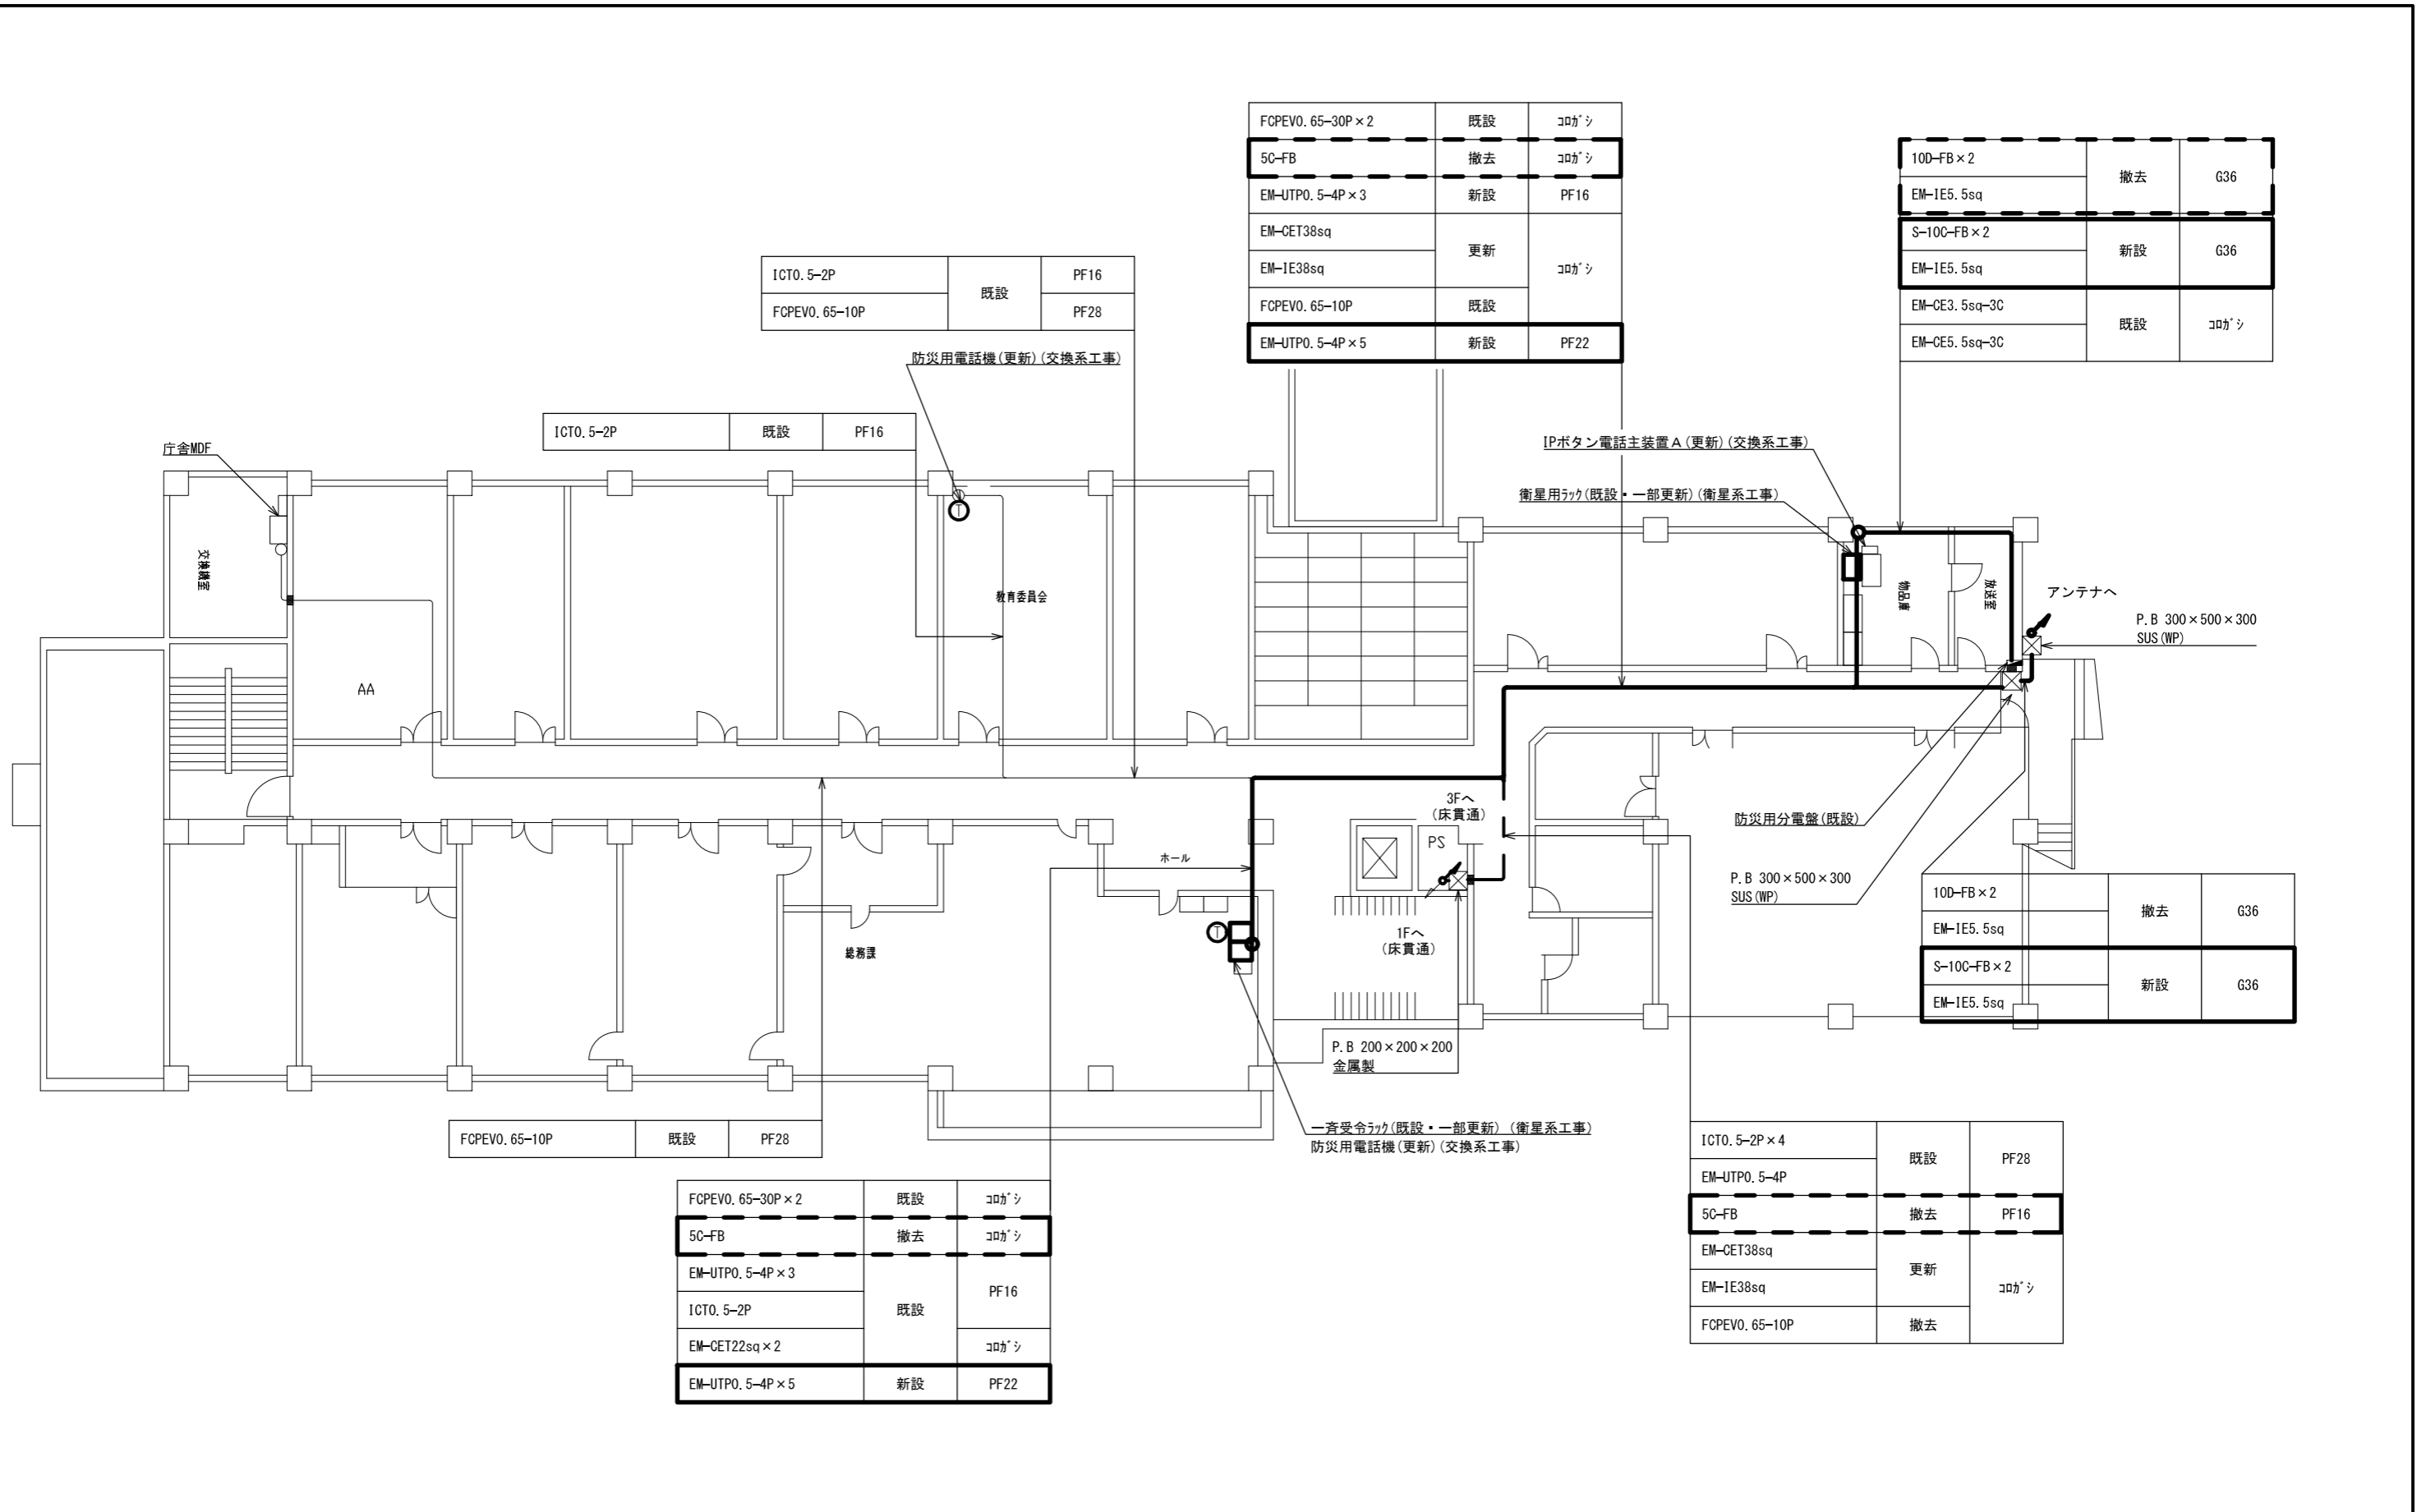 FCPEV0.65-30P×2 既設 ｺﾛｶﾞｼ
5C-FB 撤去 ｺﾛｶﾞｼ
EM-UTP0.5-4P×3 新設 PF16
EM-CET38sq 更新 ｺﾛｶﾞｼ
EM-IE38sq
FCPEV0.65-10P 既設
EM-UTP0.5-4P×5 新設 PF22
10D-FB×2 撤去 G36
EM-IE5.5sq
S-10C-FB×2 新設 G36
EM-IE5.5sq
EM-CE3.5sq-3C 既設 ｺﾛｶﾞｼ
EM-CE5.5sq-3C
ICT0.5-2P 既設 PF16
FCPEV0.65-10P PF28
防災用電話機(更新)(交換系工事)
ICT0.5-2P 既設 PF16
庁舎MDF
IPボタン電話主装置A(更新)(交換系工事)
衛星用ﾗｯｸ(既設・一部更新)(衛星系工事)
T
交換機室
教育委員会
物品庫
放送室
アンテナへ
P.B 300×500×300
SUS(WP)
AA
3Fへ
(床貫通)
PS
防災用分電盤(既設)
ホール
P.B 300×500×300
SUS(WP)
T
総務課
1Fへ
(床貫通)
10D-FB×2 撤去 G36
EM-IE5.5sq
S-10C-FB×2 新設 G36
EM-IE5.5sq
P.B 200×200×200
金属製
FCPEV0.65-10P 既設 PF28
一斉受令ﾗｯｸ(既設・一部更新)(衛星系工事)
防災用電話機(更新)(交換系工事)
FCPEV0.65-30P×2 既設 ｺﾛｶﾞｼ
5C-FB 撤去 ｺﾛｶﾞｼ
EM-UTP0.5-4P×3 既設 PF16
ICT0.5-2P
EM-CET22sq×2 ｺﾛｶﾞｼ
EM-UTP0.5-4P×5 新設 PF22
ICT0.5-2P×4 既設 PF28
EM-UTP0.5-4P
5C-FB 撤去 PF16
EM-CET38sq 更新 ｺﾛｶﾞｼ
EM-IE38sq
FCPEV0.65-10P 撤去